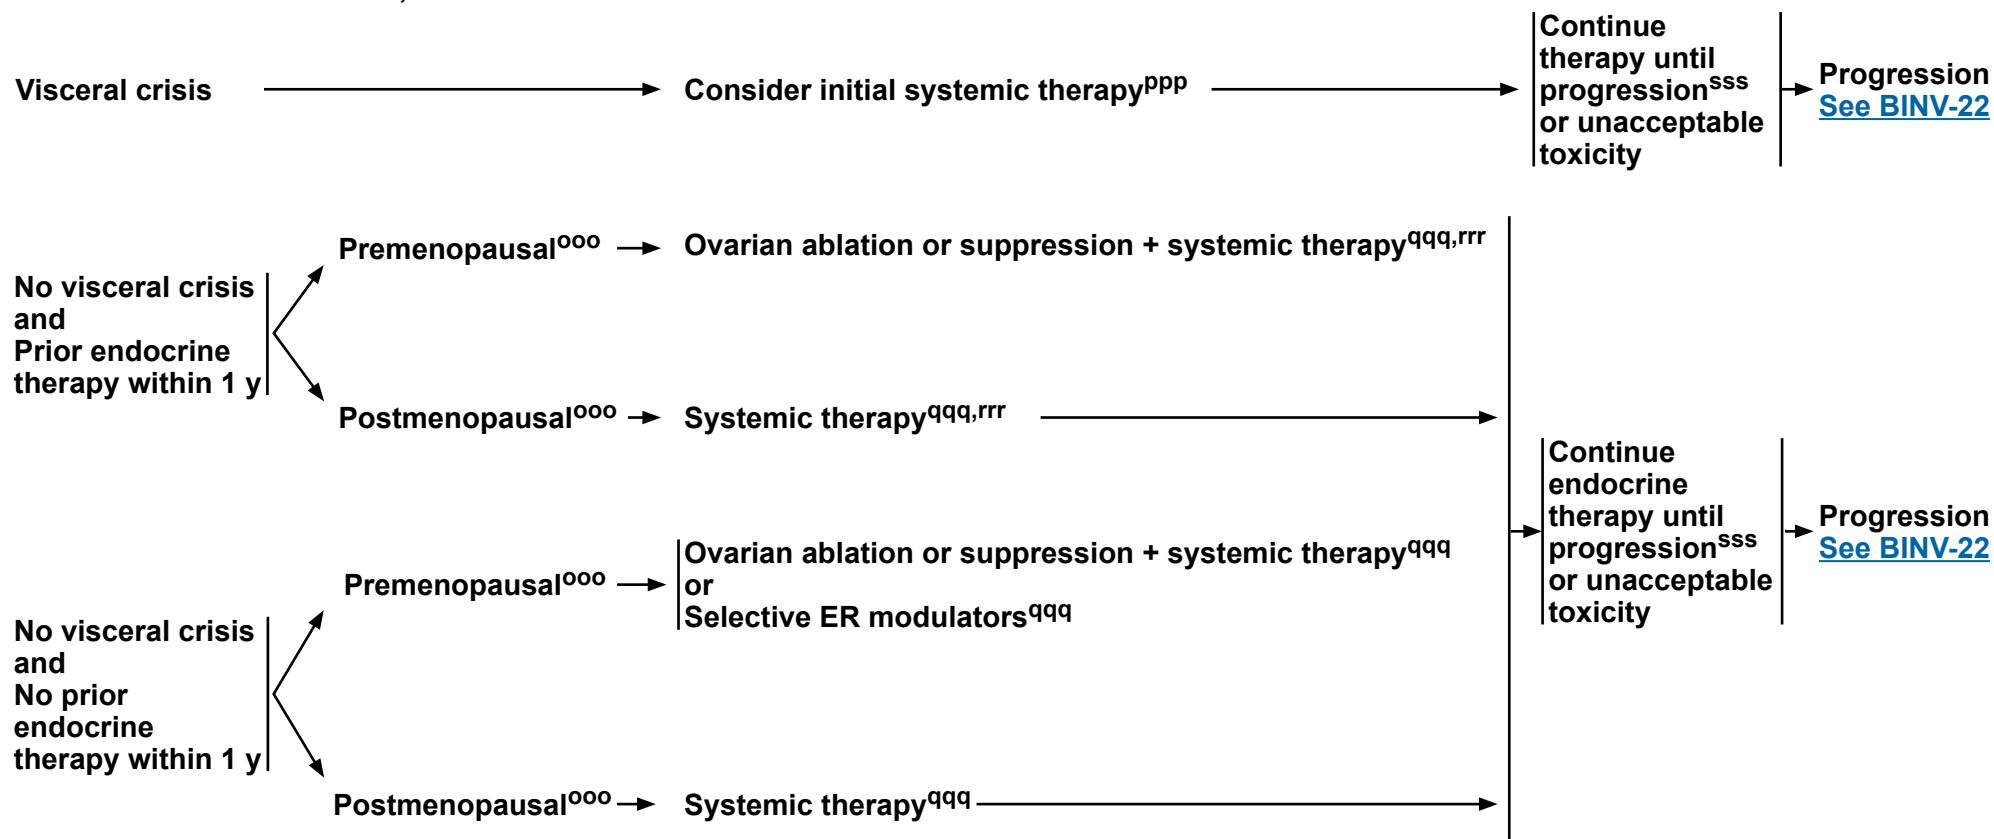 Visceral crisis
Consider initial systemic therapyppp
Continue
therapy until
progressionsss
or unacceptable
toxicity
Progression
See BINV-22
No visceral crisis
and
Prior endocrine
therapy within 1 y
Premenopausalooo
Ovarian ablation or suppression + systemic therapyqqq,rrr
Postmenopausalooo
Systemic therapyqqq,rrr
No visceral crisis
and
No prior
endocrine
therapy within 1 y
Premenopausalooo
Ovarian ablation or suppression + systemic therapyqqq
or
Selective ER modulatorsqqq
Postmenopausalooo
Systemic therapyqqq
Continue
endocrine
therapy until
progressionsss
or unacceptable
toxicity
Progression
See BINV-22